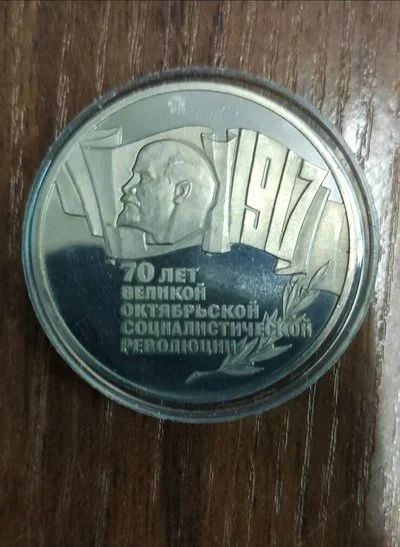 1917
70 ЛЕТ
ВЕЛИКОЙ
ОКТЯБРЬСКОЙ
СОЦИАЛИСТИЧЕСКОЙ
РЕВОЛЮЦИИ